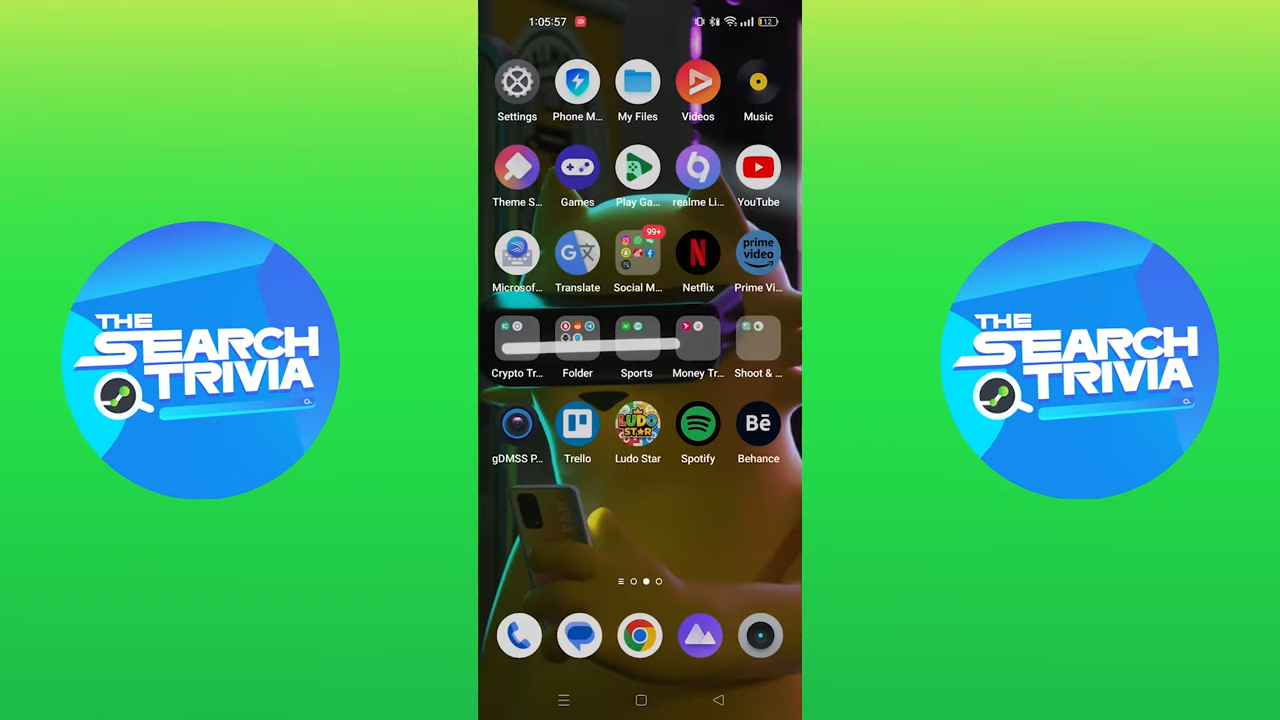 THE
SEARCH
TRIVIA
1:05:57
12
Settings
Phone M...
My Files
Videos
Music
Theme S...
Games
Play Ga...
realme Li...
YouTube
99+
prime
video
Microsof...
Translate
Social M...
Netflix
Prime Vi...
Crypto Tr...
Folder
Sports
Money Tr...
Shoot & ...
LUDO
STAR
Bē
gDMSS P...
Trello
Ludo Star
Spotify
Behance
THE
SEARCH
TRIVIA